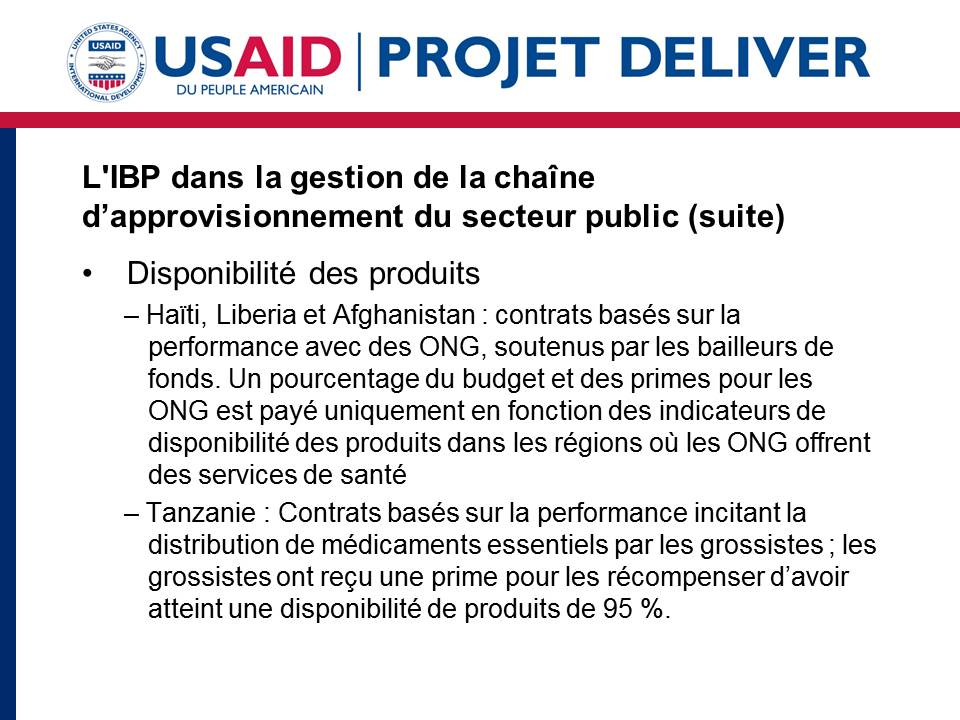 UNITED STATES AGENCY
USAID
INTERNATIONAL DEVELOPMENT
USAID
DU PEUPLE AMERICAIN
PROJET DELIVER
L'IBP dans la gestion de la chaîne
d’approvisionnement du secteur public (suite)
• Disponibilité des produits
– Haïti, Liberia et Afghanistan : contrats basés sur la
performance avec des ONG, soutenus par les bailleurs de
fonds. Un pourcentage du budget et des primes pour les
ONG est payé uniquement en fonction des indicateurs de
disponibilité des produits dans les régions où les ONG offrent
des services de santé
– Tanzanie : Contrats basés sur la performance incitant la
distribution de médicaments essentiels par les grossistes ; les
grossistes ont reçu une prime pour les récompenser d’avoir
atteint une disponibilité de produits de 95 %.